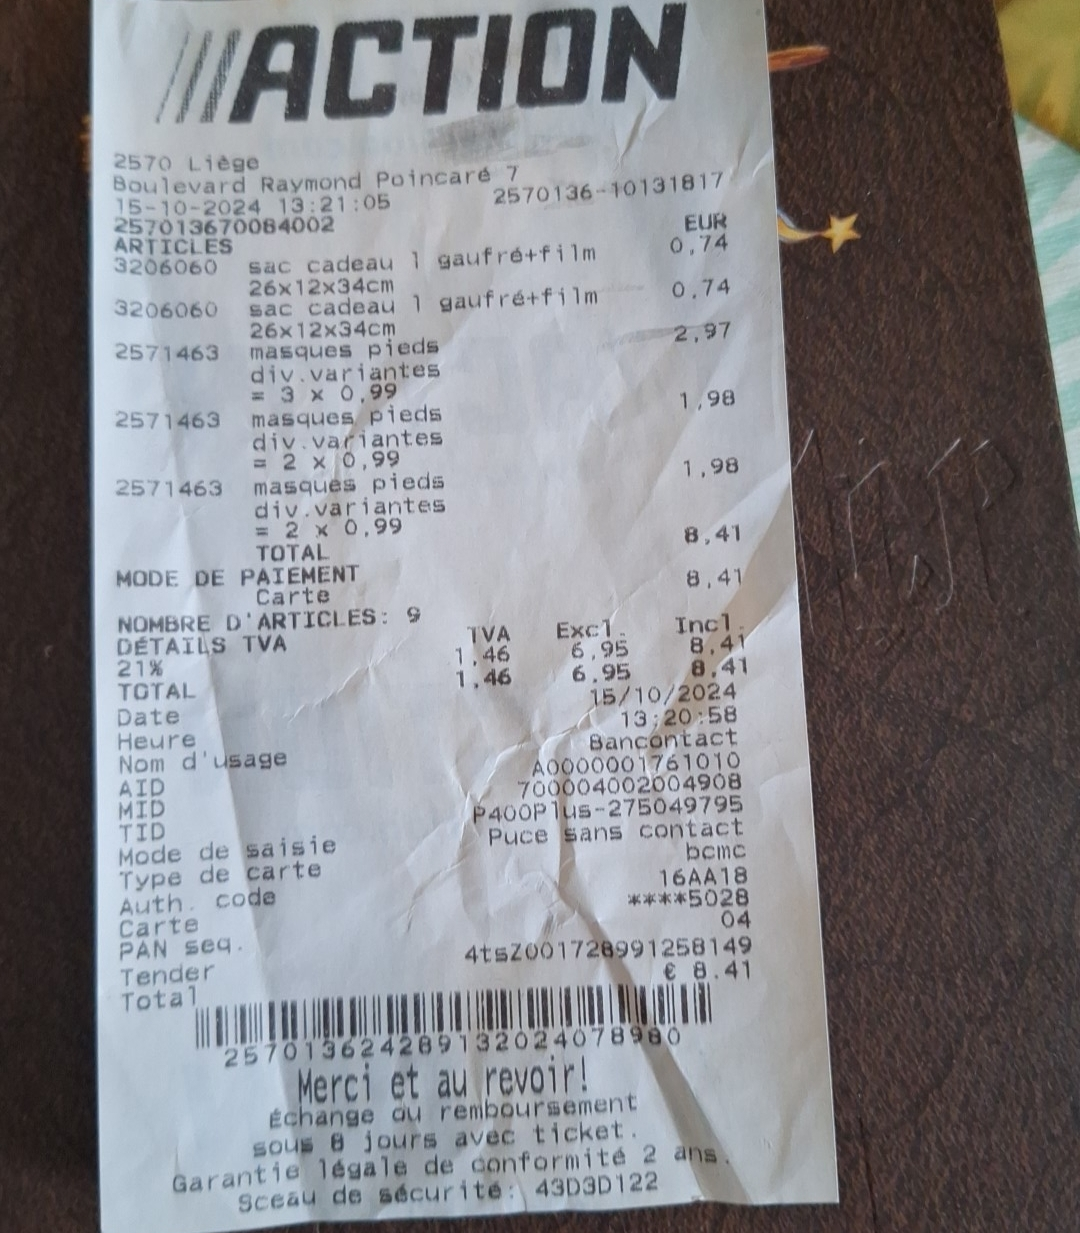 ACTION
2570 Liège
Boulevard Raymond Poincaré 7
15-10-2024 13:21:05 2570136-10131817
257013670084002
ARTICLES EUR
3206060 sac cadeau 1 gaufré+film 0,74
26x12x34cm
3206060 sac cadeau 1 gaufré+film 0,74
26x12x34cm
2571463 masques pieds 2,97
div.variantes
= 3 x 0,99
2571463 masques pieds 1,98
div.variantes
= 2 x 0,99
2571463 masques pieds 1,98
div.variantes
= 2 x 0,99
TOTAL 8,41
MODE DE PAIEMENT
Carte 8,41
NOMBRE D'ARTICLES: 9
DÉTAILS TVA TVA Excl. Incl.
21% 1,46 6,95 8,41
TOTAL 1,46 6,95 8,41
Date 15/10/2024
Heure 13:20:58
Nom d'usage Bancontact
AID A0000001761010
MID 700004002004908
TID P400Plus-275049795
Mode de saisie Puce sans contact
Type de carte bcmc
Auth. code 16AA18
Carte ****5028
PAN seq. 04
Tender 4tsZ001728991258149
Total € 8.41
257013624289132024078980
Merci et au revoir!
Échange ou remboursement
sous 8 jours avec ticket.
Garantie légale de conformité 2 ans.
Sceau de sécurité: 43D3D122